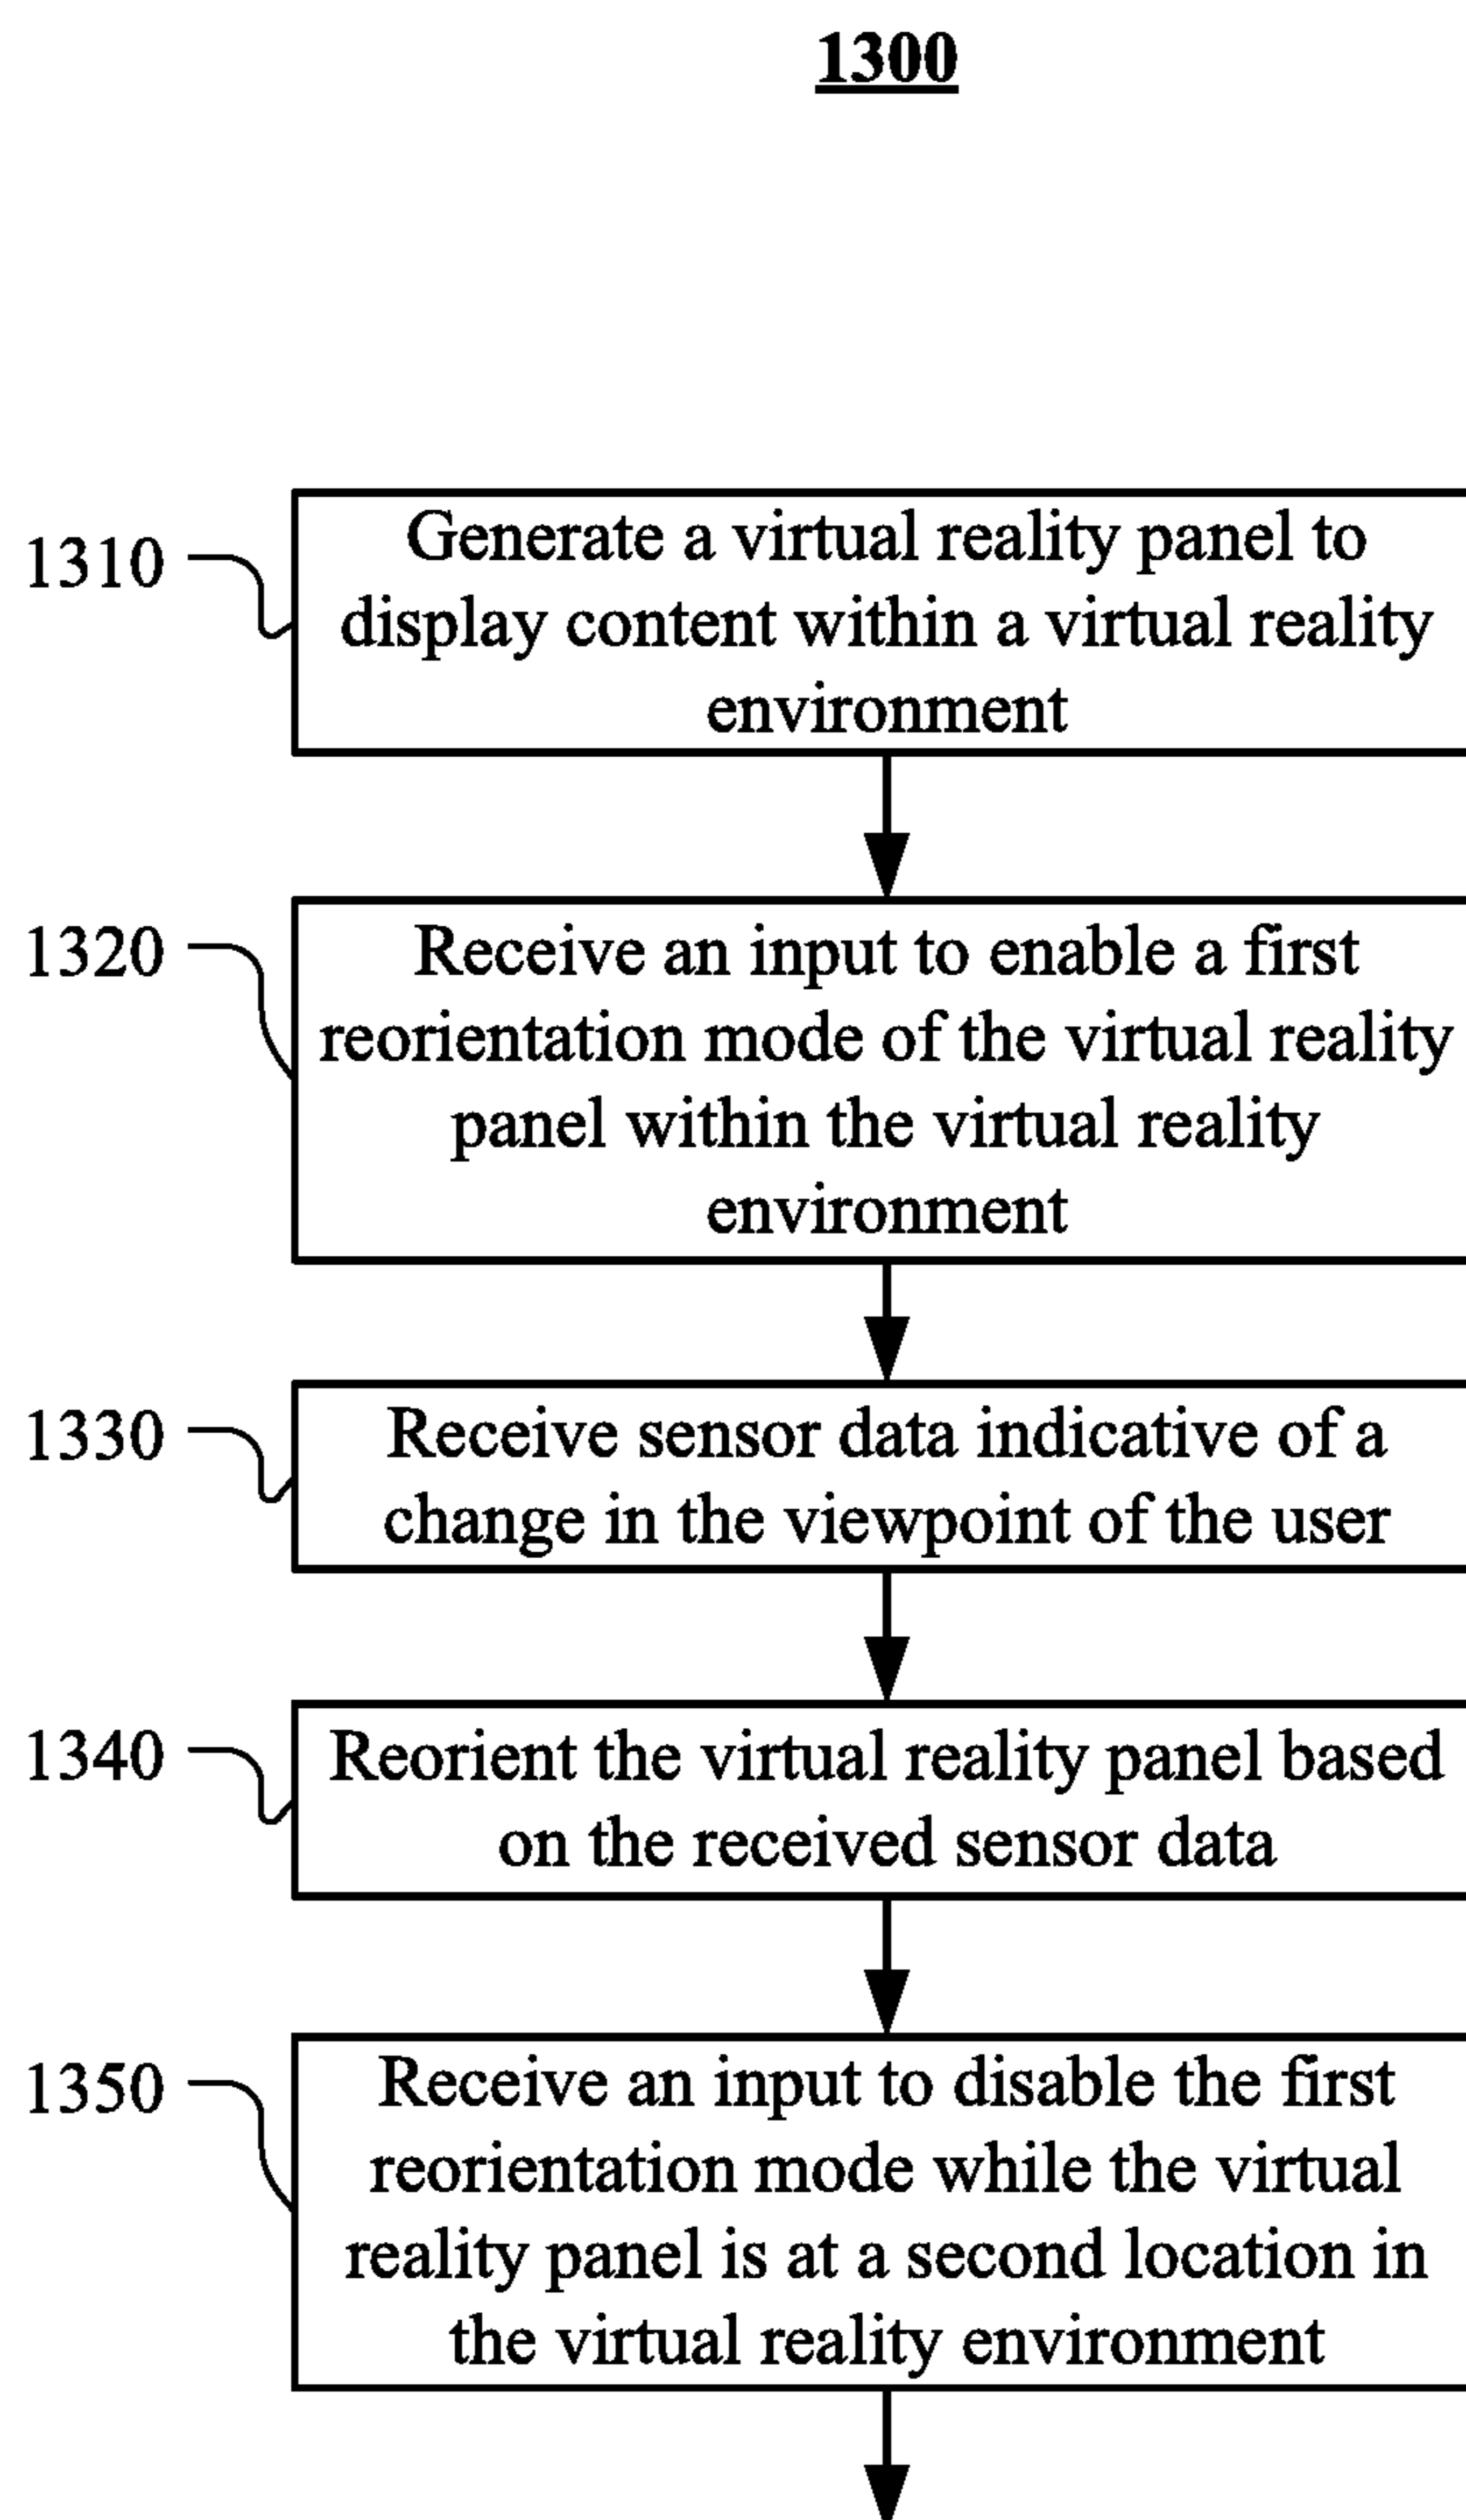 1300
1310
Generate a virtual reality panel to
display content within a virtual reality
environment
1320
Receive an input to enable a first
reorientation mode of the virtual reality
panel within the virtual reality
environment
1330
Receive sensor data indicative of a
change in the viewpoint of the user
1340
Reorient the virtual reality panel based
on the received sensor data
1350
Receive an input to disable the first
reorientation mode while the virtual
reality panel is at a second location in
the virtual reality environment